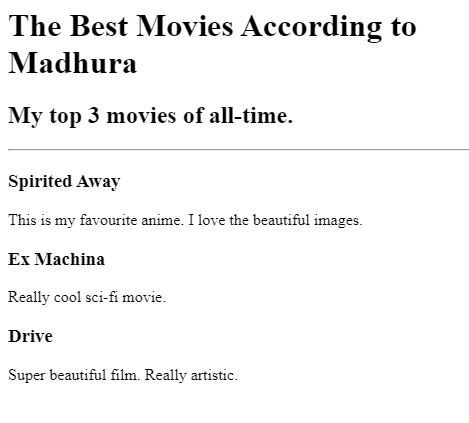 The Best Movies According to
Madhura
My top 3 movies of all-time.
Spirited Away
This is my favourite anime. I love the beautiful images.
Ex Machina
Really cool sci-fi movie.
Drive
Super beautiful film. Really artistic.